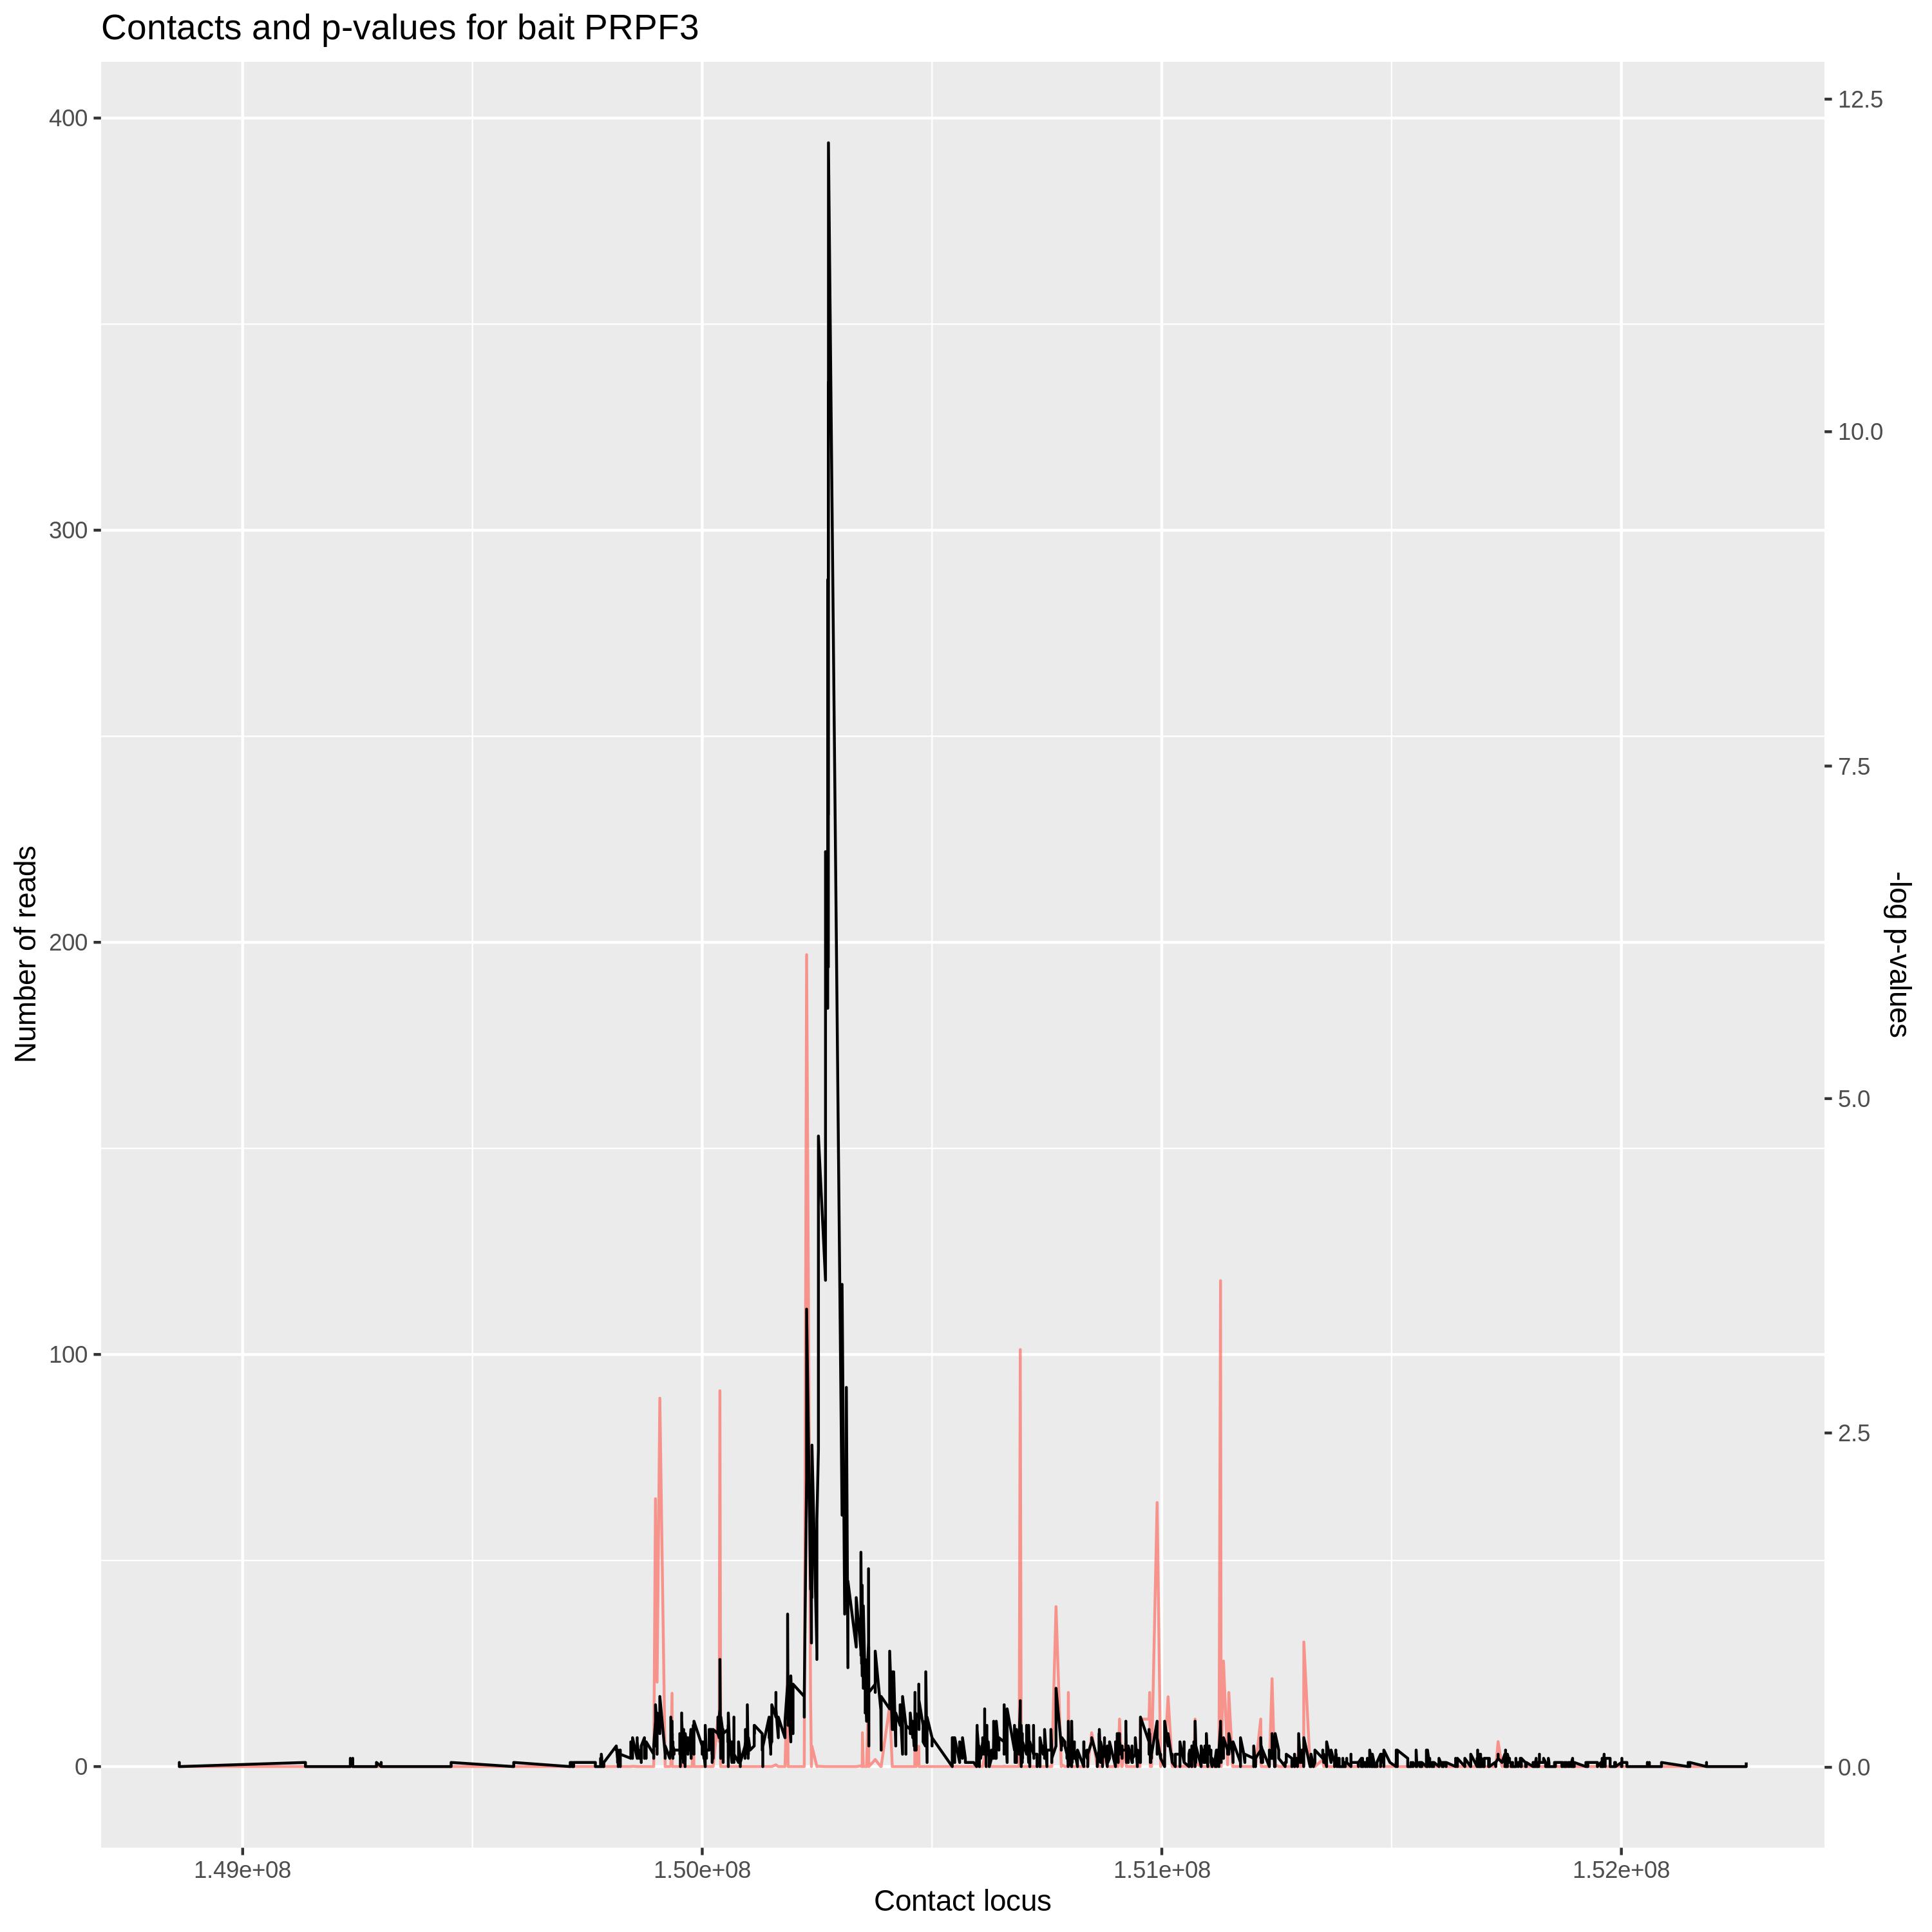 Contacts and p-values for bait PRPF3
400
300
200
100
0
Number of reads
12.5
10.0
7.5
5.0
2.5
0.0
-log p-values
1.49e+08
1.50e+08
1.51e+08
1.52e+08
Contact locus